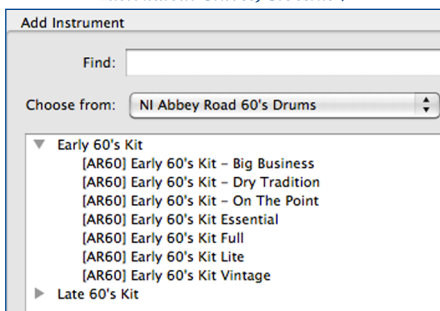 Add Instrument
Find:
Choose from: NI Abbey Road 60's Drums
Early 60's Kit
[AR60] Early 60's Kit – Big Business
[AR60] Early 60's Kit – Dry Tradition
[AR60] Early 60's Kit – On The Point
[AR60] Early 60's Kit Essential
[AR60] Early 60's Kit Full
[AR60] Early 60's Kit Lite
[AR60] Early 60's Kit Vintage
Late 60's Kit